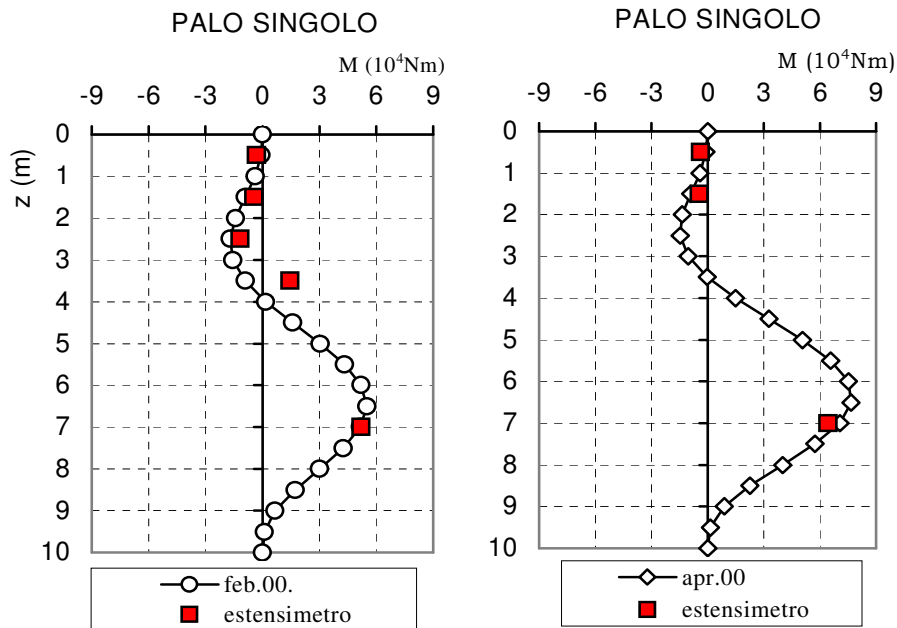 PALO SINGOLO
M (10⁴Nm)
-9 -6 -3 0 3 6 9
z (m)
0
1
2
3
4
5
6
7
8
9
10
feb.00.
estensimetro
PALO SINGOLO
M (10⁴Nm)
-9 -6 -3 0 3 6 9
0
1
2
3
4
5
6
7
8
9
10
apr.00
estensimetro